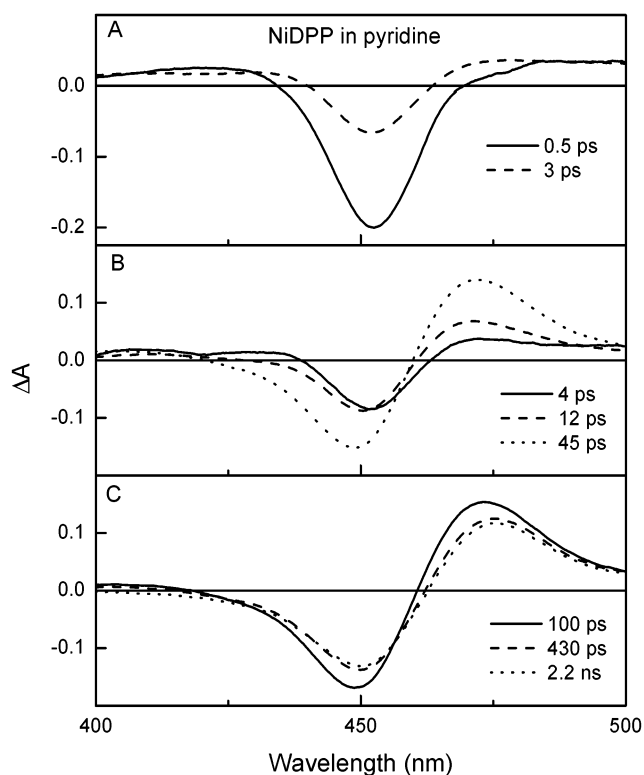 A
NiDPP in pyridine
0.0
-0.1
-0.2
0.5 ps
3 ps
B
0.1
0.0
-0.1
4 ps
12 ps
45 ps
ΔA
C
0.1
0.0
-0.1
100 ps
430 ps
2.2 ns
400
450
500
Wavelength (nm)